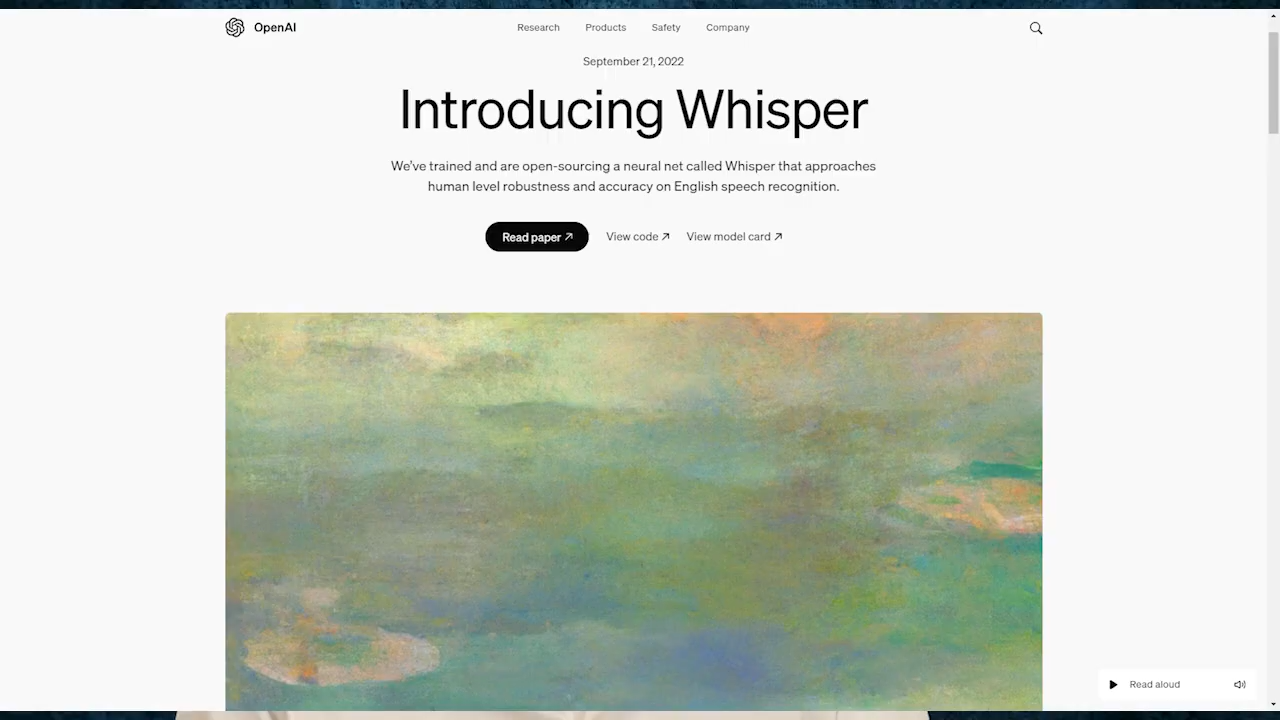 OpenAI
Research Products Safety Company
September 21, 2022
Introducing Whisper
We've trained and are open-sourcing a neural net called Whisper that approaches
human level robustness and accuracy on English speech recognition.
Read paper ↗ View code ↗ View model card ↗
Read aloud